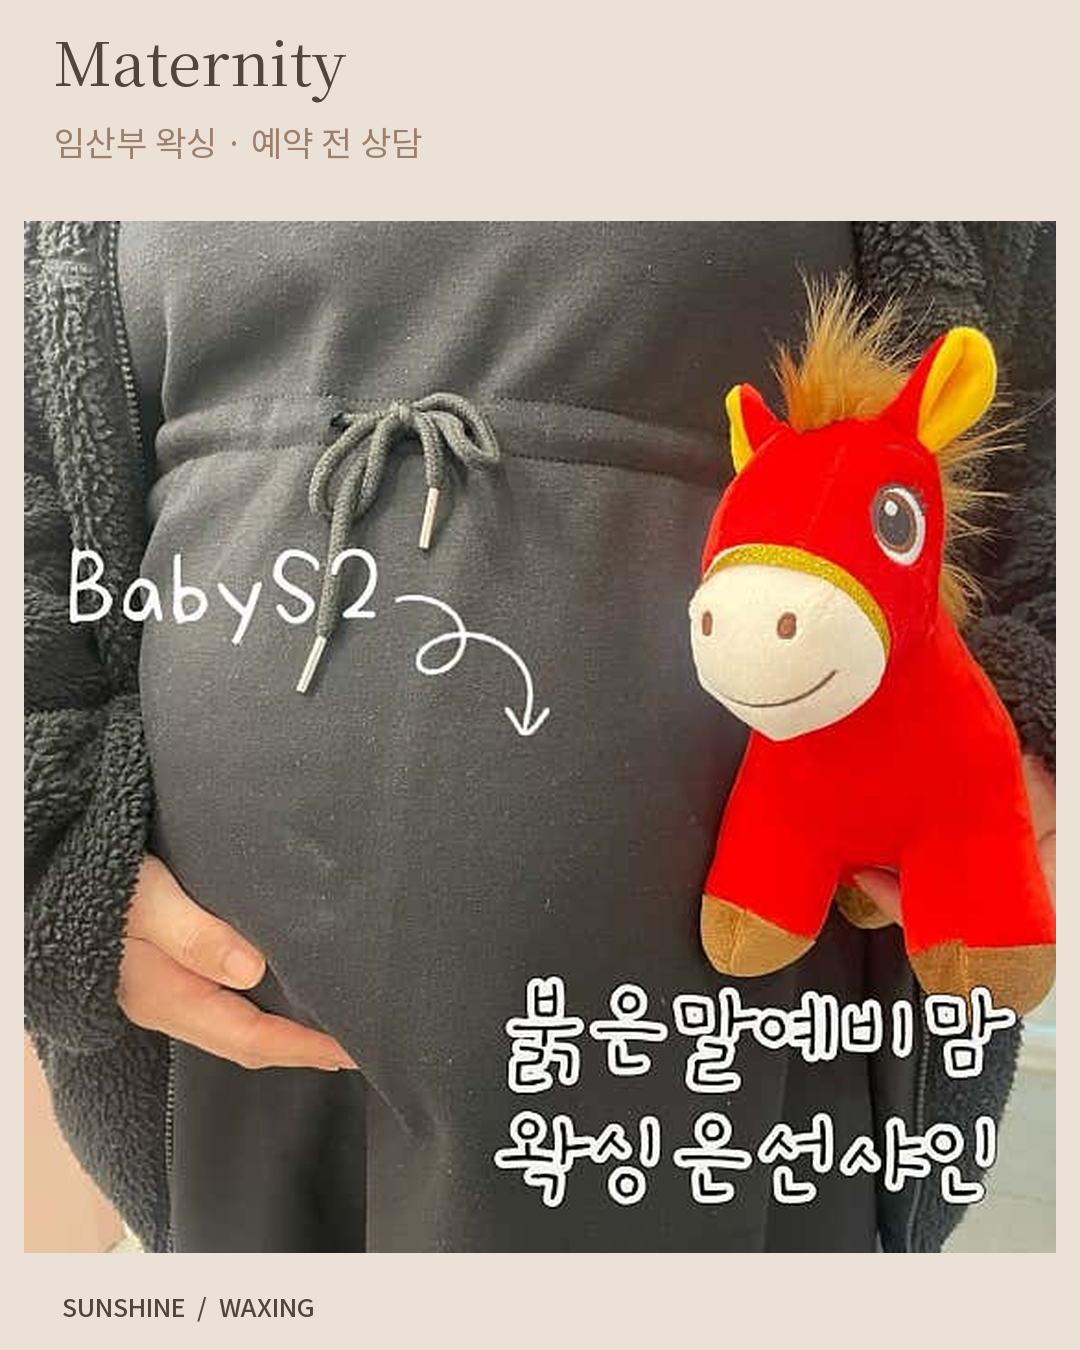 Maternity
임산부 왁싱 · 예약 전 상담
BabyS2
붉은말예비맘
왁싱은선샤인
SUNSHINE / WAXING